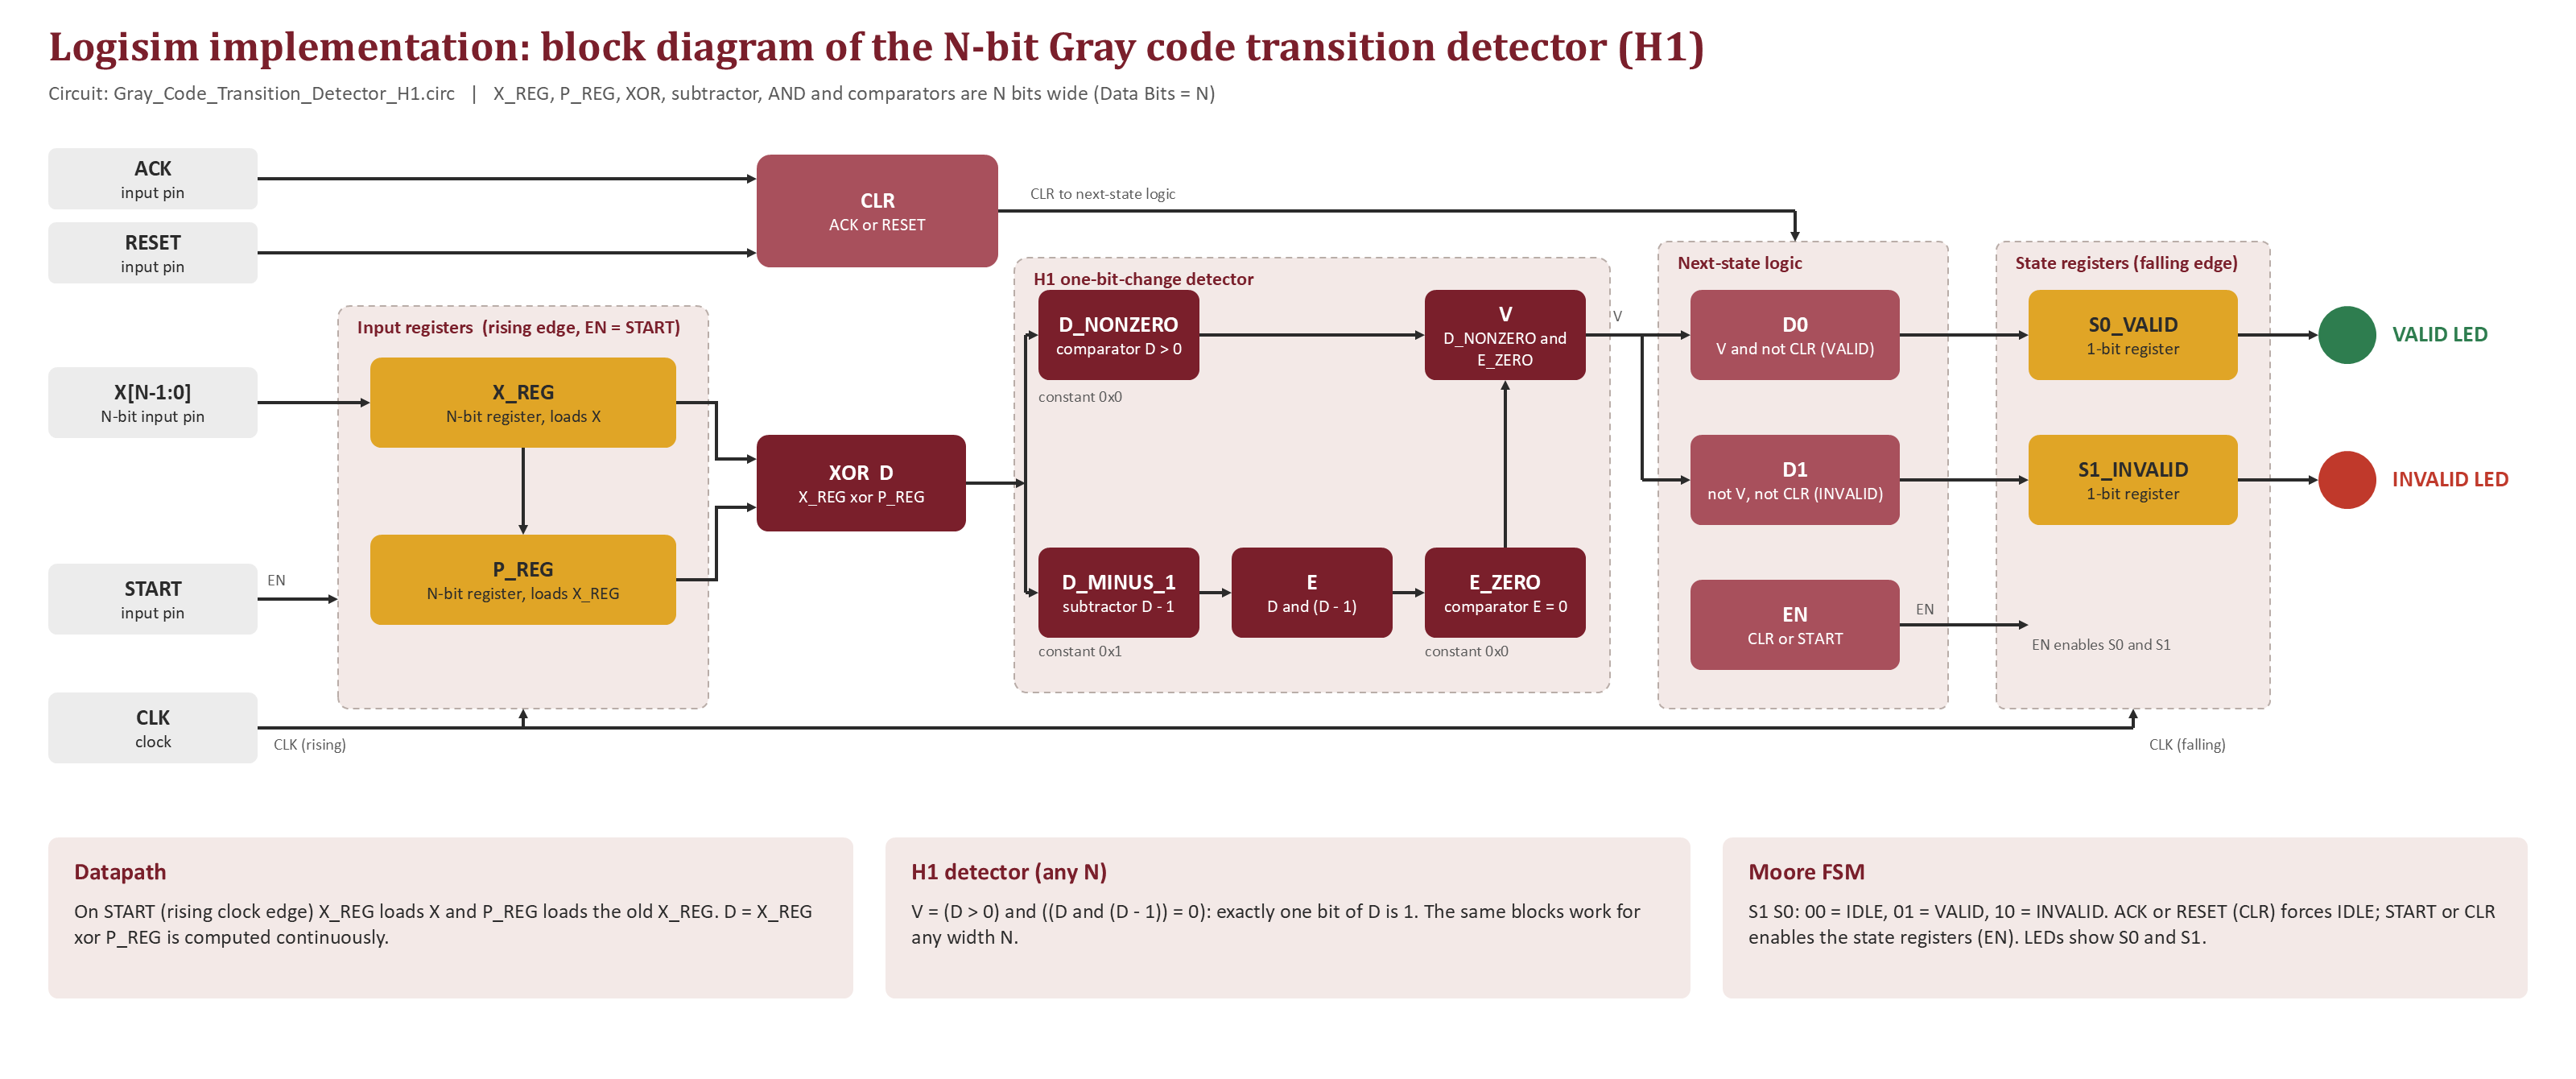 Logisim implementation: block diagram of the N-bit Gray code transition detector (H1)
Circuit: Gray_Code_Transition_Detector_H1.circ | X_REG, P_REG, XOR, subtractor, AND and comparators are N bits wide (Data Bits = N)
ACK
input pin
RESET
input pin
CLR
ACK or RESET
CLR to next-state logic
Input registers (rising edge, EN = START)
X[N-1:0]
N-bit input pin
X_REG
N-bit register, loads X
P_REG
N-bit register, loads X_REG
START
input pin
EN
CLK
clock
CLK (rising)
XOR D
X_REG xor P_REG
H1 one-bit-change detector
D_NONZERO
comparator D > 0
constant 0x0
V
D_NONZERO and
E_ZERO
V
D_MINUS_1
subtractor D - 1
constant 0x1
E
D and (D - 1)
E_ZERO
comparator E = 0
constant 0x0
Next-state logic
D0
V and not CLR (VALID)
D1
not V, not CLR (INVALID)
EN
CLR or START
EN
State registers (falling edge)
S0_VALID
1-bit register
S1_INVALID
1-bit register
EN enables S0 and S1
CLK (falling)
VALID LED
INVALID LED
Datapath
On START (rising clock edge) X_REG loads X and P_REG loads the old X_REG. D = X_REG
xor P_REG is computed continuously.
H1 detector (any N)
V = (D > 0) and ((D and (D - 1)) = 0): exactly one bit of D is 1. The same blocks work for
any width N.
Moore FSM
S1 S0: 00 = IDLE, 01 = VALID, 10 = INVALID. ACK or RESET (CLR) forces IDLE; START or CLR
enables the state registers (EN). LEDs show S0 and S1.